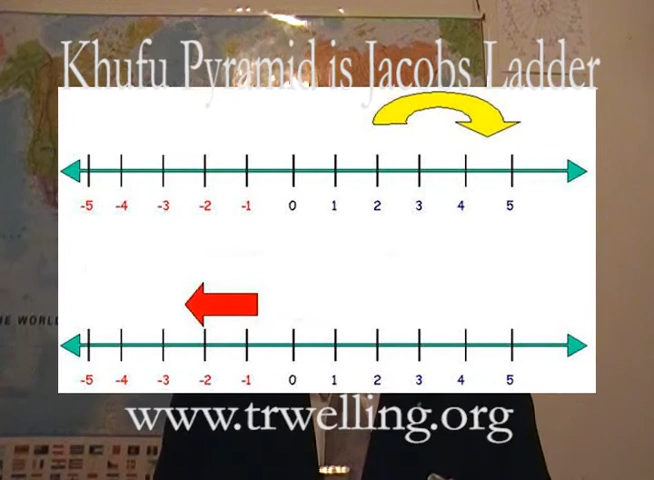 Khufu Pyramid is Jacobs Ladder
-5 -4 -3 -2 -1 0 1 2 3 4 5
E WORL
-5 -4 -3 -2 -1 0 1 2 3 4 5
www.trwelling.org